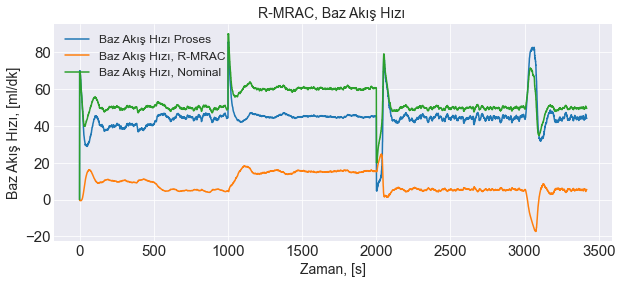 R-MRAC, Baz Akış Hızı
Baz Akış Hızı Proses
Baz Akış Hızı, R-MRAC
Baz Akış Hızı, Nominal
Baz Akış Hızı, [ml/dk]
80
60
40
20
0
−20
0 500 1000 1500 2000 2500 3000 3500
Zaman, [s]